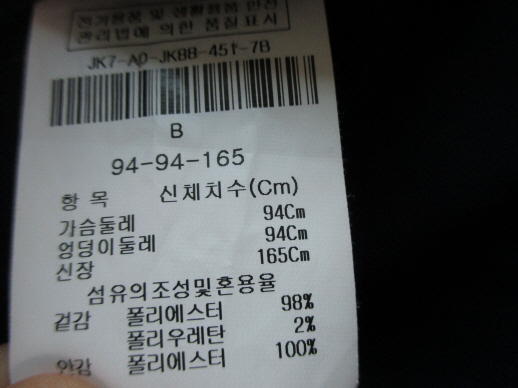 전기용품 및 생활용품 안전
관리법에 의한 품질표시
JK7-A0-JK88-451-7B
B
94-94-165
항 목 신체치수(Cm)
가슴둘레 94Cm
엉덩이둘레 94Cm
신장 165Cm
섬유의조성및혼용율
겉감 폴리에스터 98%
폴리우레탄 2%
안감 폴리에스터 100%